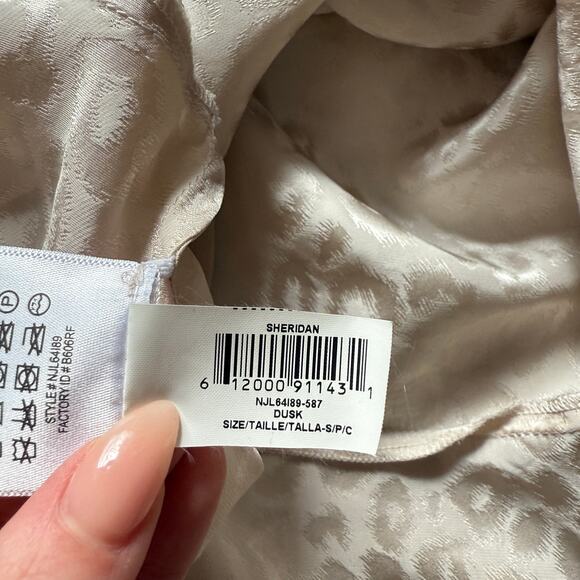 SHERIDAN
6 12000 91143 1
NJL64I89-587
DUSK
SIZE/TAILLE/TALLA-S/P/C
STYLE# NJL64I89
FACTORY ID # B606RF
P